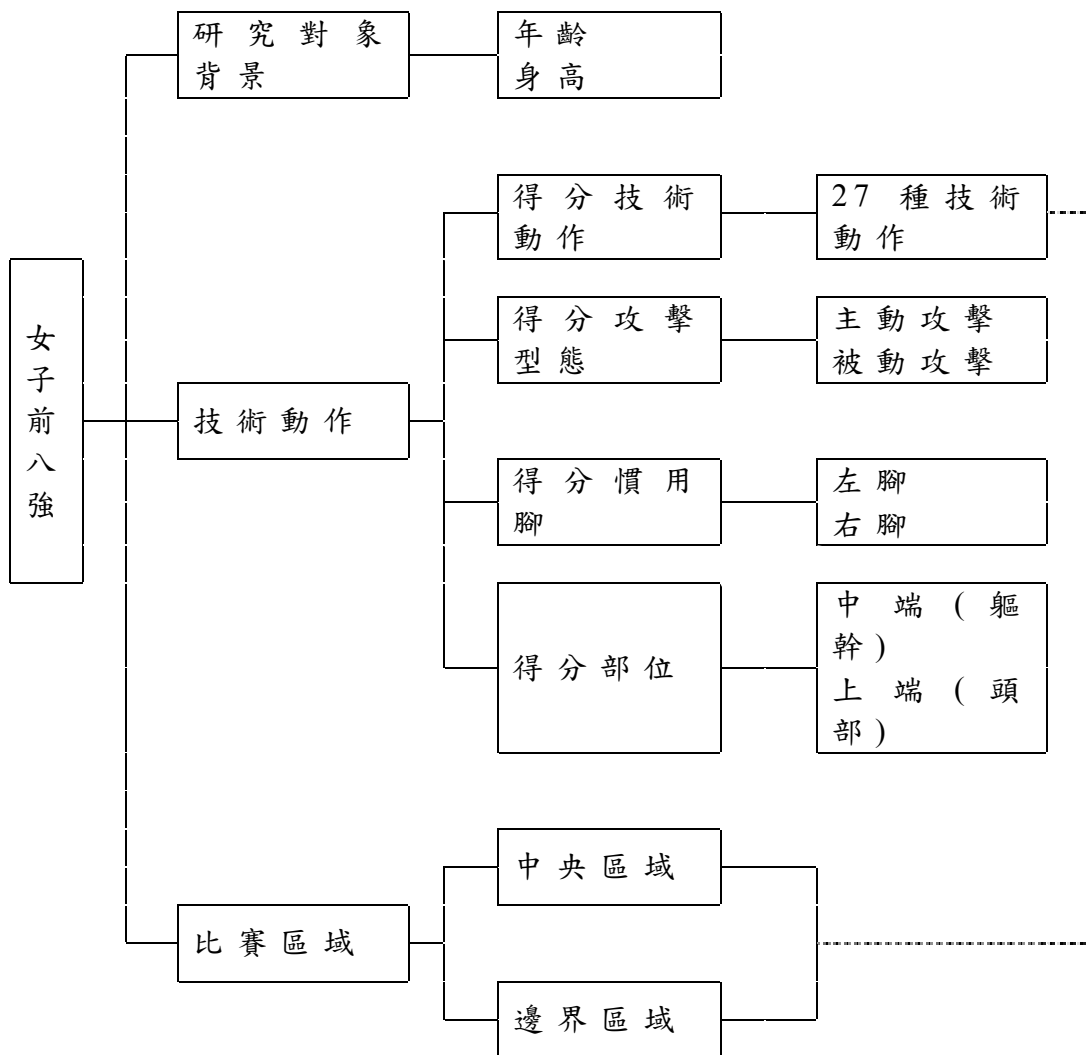 研究對象
背景
年齡
身高
得分技術
動作
27 種技術
動作
得分攻擊
型態
主動攻擊
被動攻擊
女子前八強
技術動作
得分慣用
腳
左腳
右腳
得分部位
中端(軀
幹)
上端(頭
部)
中央區域
比賽區域
邊界區域